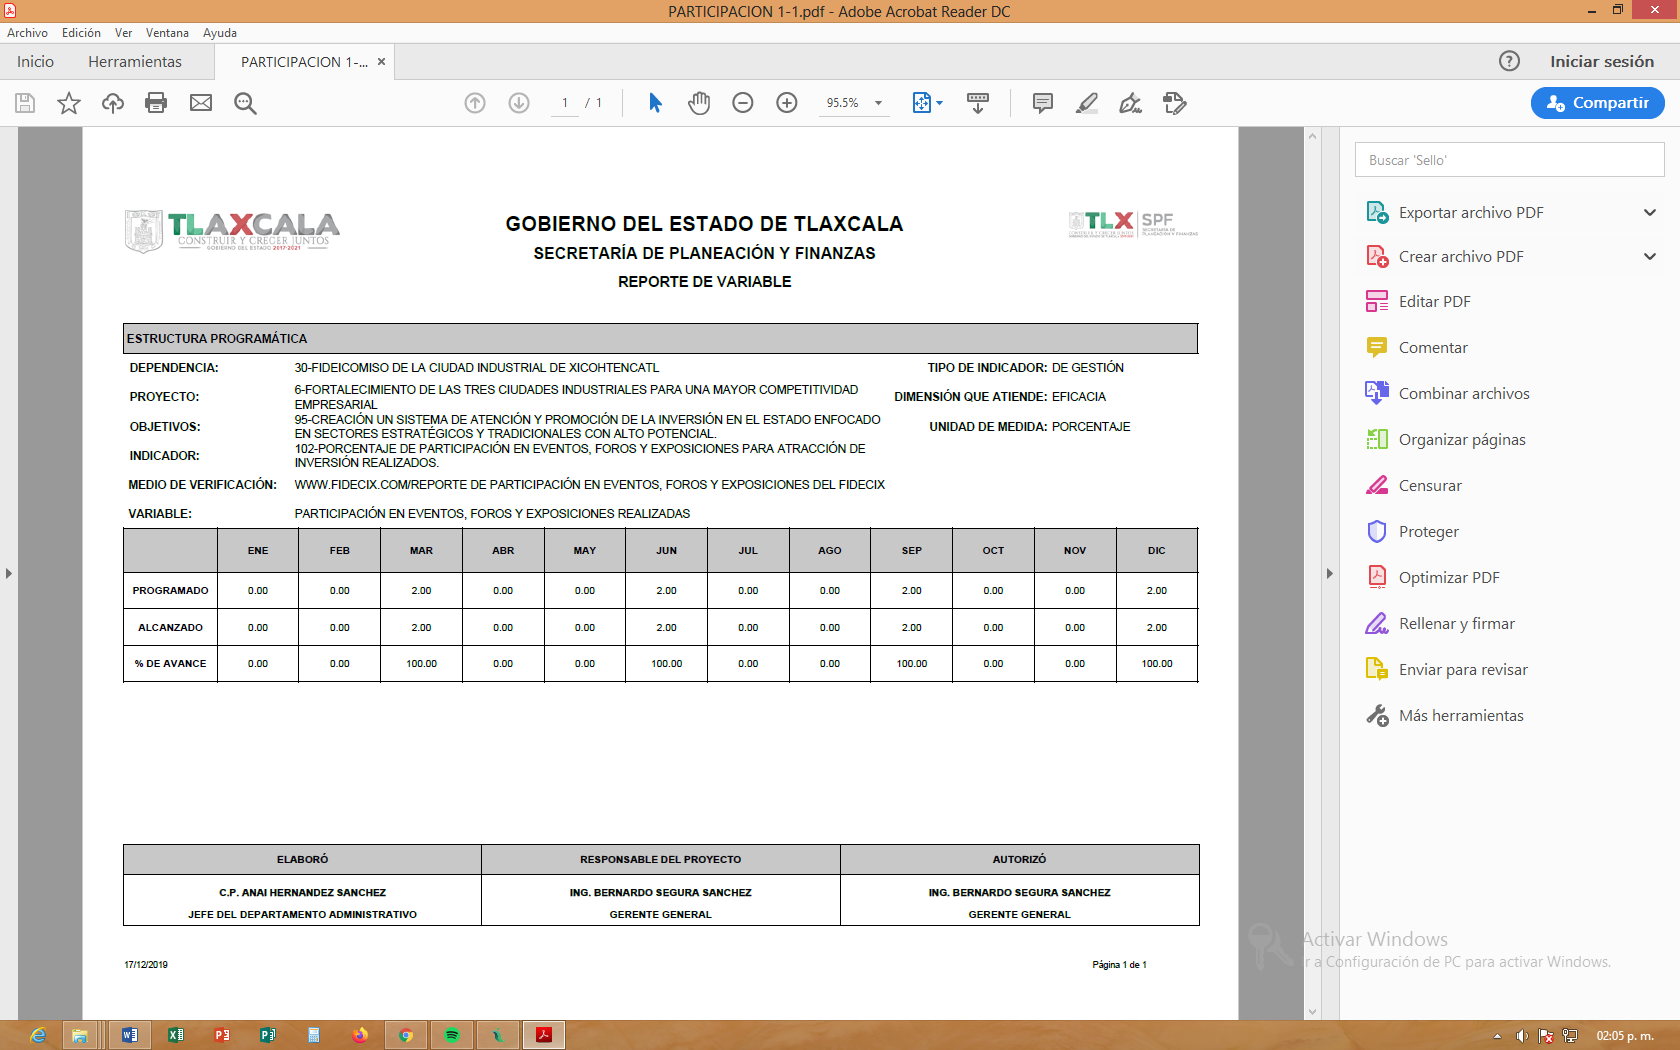 PARTICIPACION 1-1.pdf - Adobe Acrobat Reader DC
Archivo Edición Ver Ventana Ayuda
Inicio Herramientas PARTICIPACION 1-... × Iniciar sesión
1 / 1 95.5% Compartir
TLAXCALA
CONSTRUIR Y CRECER JUNTOS
GOBIERNO DEL ESTADO 2017-2021
GOBIERNO DEL ESTADO DE TLAXCALA
SECRETARÍA DE PLANEACIÓN Y FINANZAS
REPORTE DE VARIABLE
TLX SPF
SECRETARÍA DE
PLANEACIÓN Y FINANZAS
ESTRUCTURA PROGRAMÁTICA
DEPENDENCIA: 30-FIDEICOMISO DE LA CIUDAD INDUSTRIAL DE XICOHTENCATL TIPO DE INDICADOR: DE GESTIÓN
PROYECTO: 6-FORTALECIMIENTO DE LAS TRES CIUDADES INDUSTRIALES PARA UNA MAYOR COMPETITIVIDAD
EMPRESARIAL DIMENSIÓN QUE ATIENDE: EFICACIA
OBJETIVOS: 95-CREACIÓN UN SISTEMA DE ATENCIÓN Y PROMOCIÓN DE LA INVERSIÓN EN EL ESTADO ENFOCADO
EN SECTORES ESTRATÉGICOS Y TRADICIONALES CON ALTO POTENCIAL. UNIDAD DE MEDIDA: PORCENTAJE
INDICADOR: 102-PORCENTAJE DE PARTICIPACIÓN EN EVENTOS, FOROS Y EXPOSICIONES PARA ATRACCIÓN DE
INVERSIÓN REALIZADOS.
MEDIO DE VERIFICACIÓN: WWW.FIDECIX.COM/REPORTE DE PARTICIPACIÓN EN EVENTOS, FOROS Y EXPOSICIONES DEL FIDECIX
VARIABLE: PARTICIPACIÓN EN EVENTOS, FOROS Y EXPOSICIONES REALIZADAS
ENE FEB MAR ABR MAY JUN JUL AGO SEP OCT NOV DIC
PROGRAMADO 0.00 0.00 2.00 0.00 0.00 2.00 0.00 0.00 2.00 0.00 0.00 2.00
ALCANZADO 0.00 0.00 2.00 0.00 0.00 2.00 0.00 0.00 2.00 0.00 0.00 2.00
% DE AVANCE 0.00 0.00 100.00 0.00 0.00 100.00 0.00 0.00 100.00 0.00 0.00 100.00
ELABORÓ RESPONSABLE DEL PROYECTO AUTORIZÓ
C.P. ANAI HERNANDEZ SANCHEZ ING. BERNARDO SEGURA SANCHEZ ING. BERNARDO SEGURA SANCHEZ
JEFE DEL DEPARTAMENTO ADMINISTRATIVO GERENTE GENERAL GERENTE GENERAL
17/12/2019 Página 1 de 1
Buscar 'Sello'
Exportar archivo PDF
Crear archivo PDF
Editar PDF
Comentar
Combinar archivos
Organizar páginas
Censurar
Proteger
Optimizar PDF
Rellenar y firmar
Enviar para revisar
Más herramientas
Activar Windows
Ir a Configuración de PC para activar Windows.
02:05 p. m.